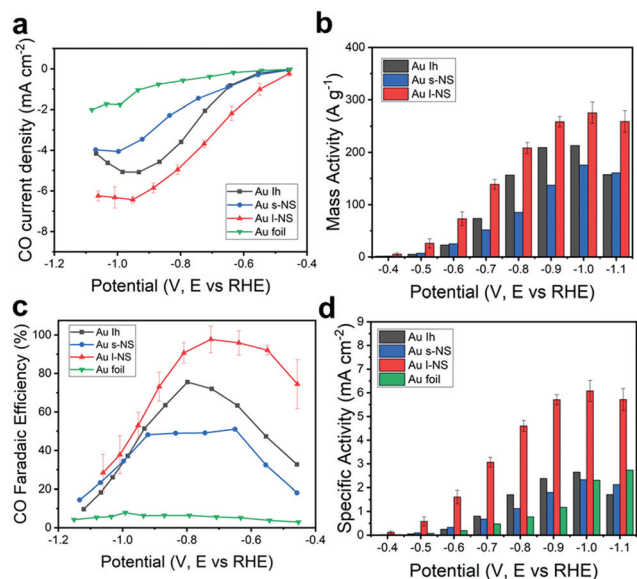 a
CO current density (mA cm⁻²)
0
-2
-4
-6
-8
Au Ih
Au s-NS
Au l-NS
Au foil
-1.2
-1.0
-0.8
-0.6
-0.4
Potential (V, E vs RHE)
b
Mass Activity (A g⁻¹)
400
350
300
250
200
150
100
50
0
Au Ih
Au s-NS
Au l-NS
-0.4
-0.5
-0.6
-0.7
-0.8
-0.9
-1.0
-1.1
Potential (V, E vs RHE)
c
CO Faradaic Efficiency (%)
120
100
80
60
40
20
0
Au Ih
Au s-NS
Au l-NS
Au foil
-1.2
-1.0
-0.8
-0.6
-0.4
Potential (V, E vs RHE)
d
Specific Activity (mA cm⁻²)
9
8
7
6
5
4
3
2
1
0
Au Ih
Au s-NS
Au l-NS
Au foil
-0.4
-0.5
-0.6
-0.7
-0.8
-0.9
-1.0
-1.1
Potential (V, E vs RHE)